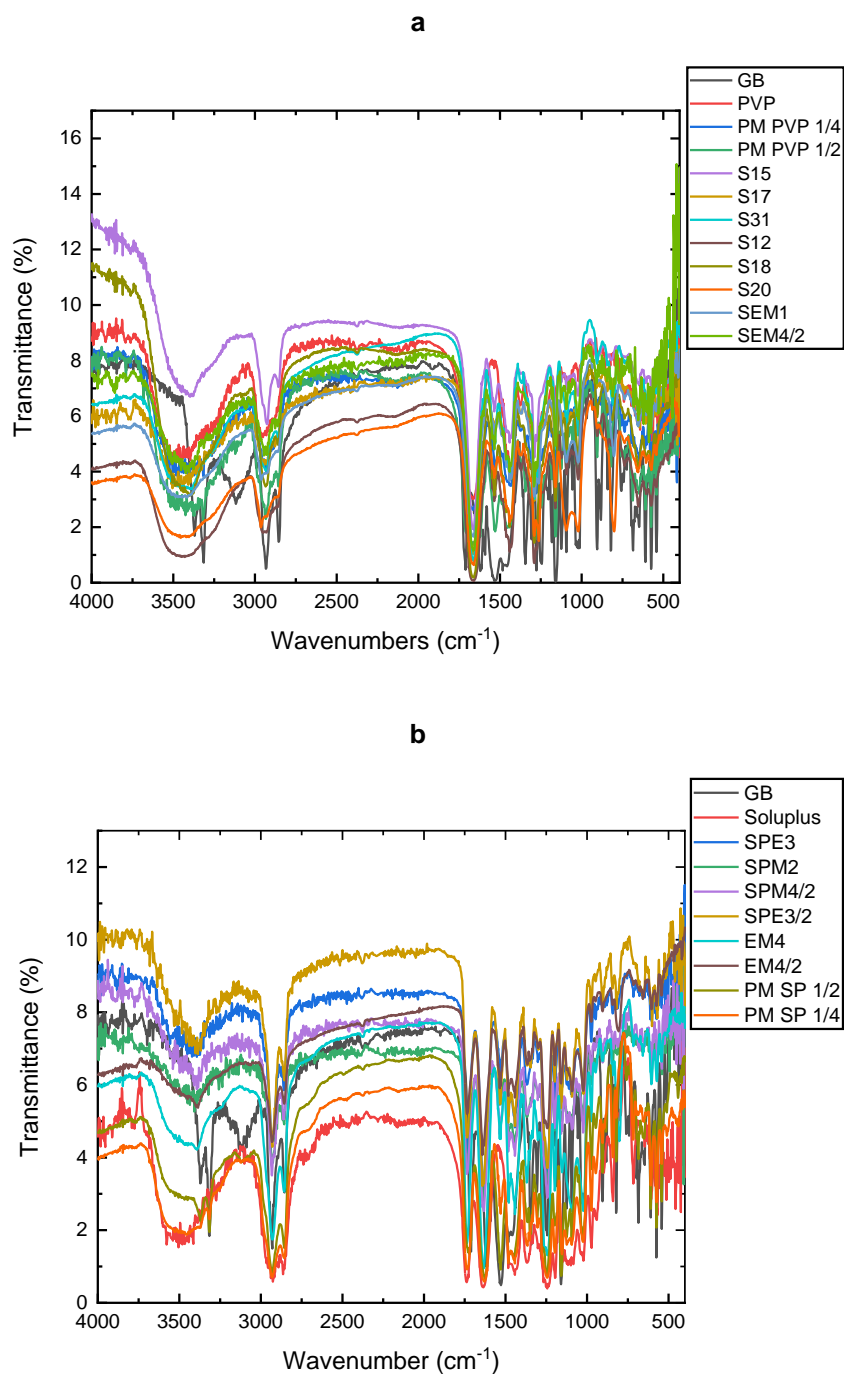 a
GB
PVP
PM PVP 1/4
PM PVP 1/2
S15
S17
S31
S12
S18
S20
SEM1
SEM4/2
16
14
12
10
8
6
4
2
0
4000 3500 3000 2500 2000 1500 1000 500
Transmittance (%)
Wavenumbers (cm⁻¹)
b
GB
Soluplus
SPE3
SPM2
SPM4/2
SPE3/2
EM4
EM4/2
PM SP 1/2
PM SP 1/4
12
10
8
6
4
2
0
4000 3500 3000 2500 2000 1500 1000 500
Transmittance (%)
Wavenumber (cm⁻¹)